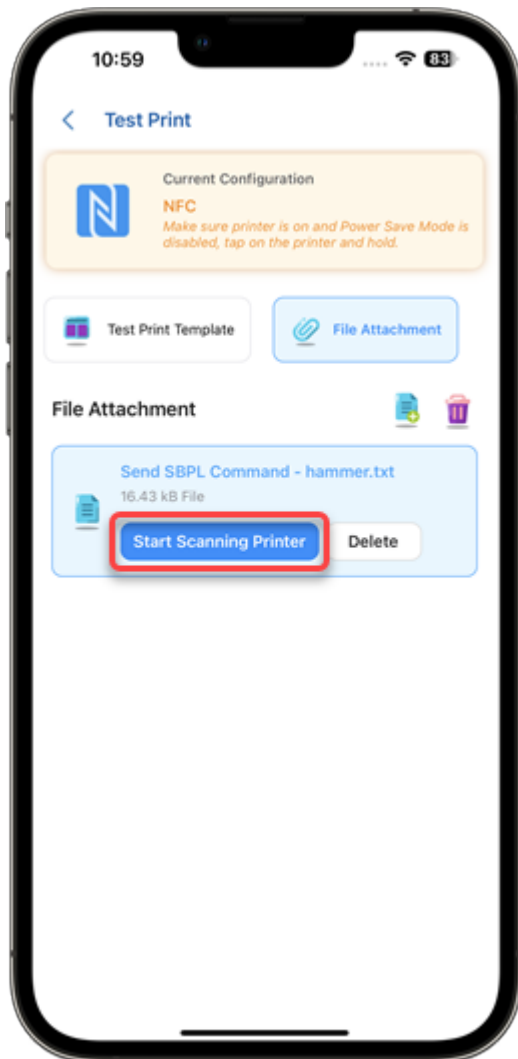 10:59
83
Test Print
Current Configuration
NFC
Make sure printer is on and Power Save Mode is
disabled, tap on the printer and hold.
Test Print Template
File Attachment
File Attachment
Send SBPL Command - hammer.txt
16.43 kB File
Start Scanning Printer
Delete